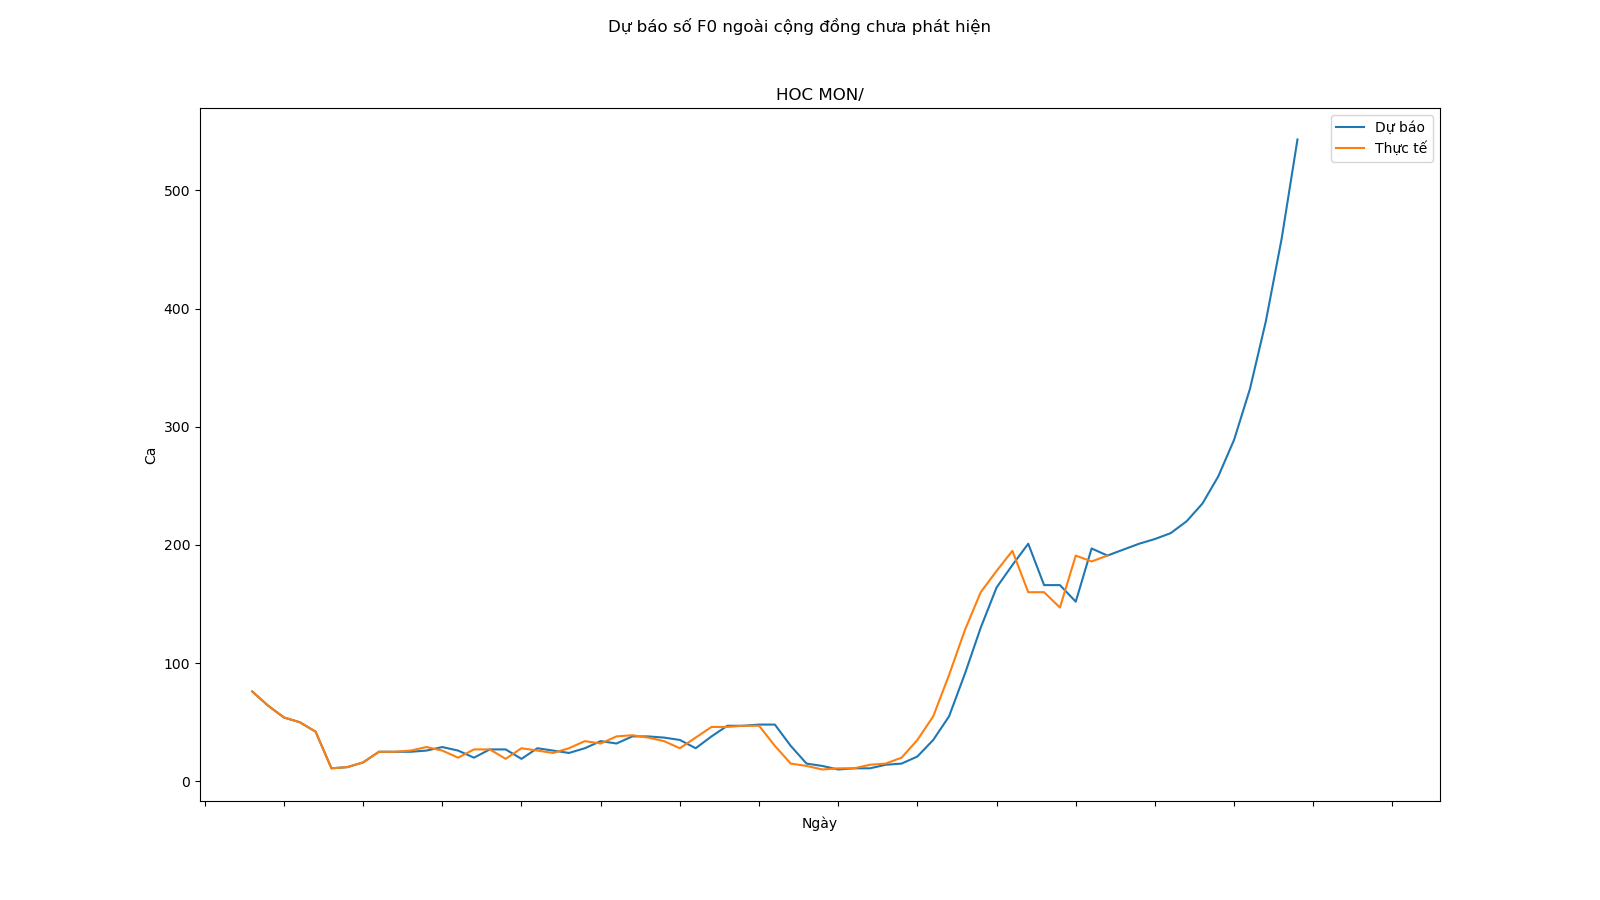 Dự báo số F0 ngoài cộng đồng chưa phát hiện
HOC MON/
Dự báo
Thực tế
500
400
300
200
100
0
Ca
Ngày